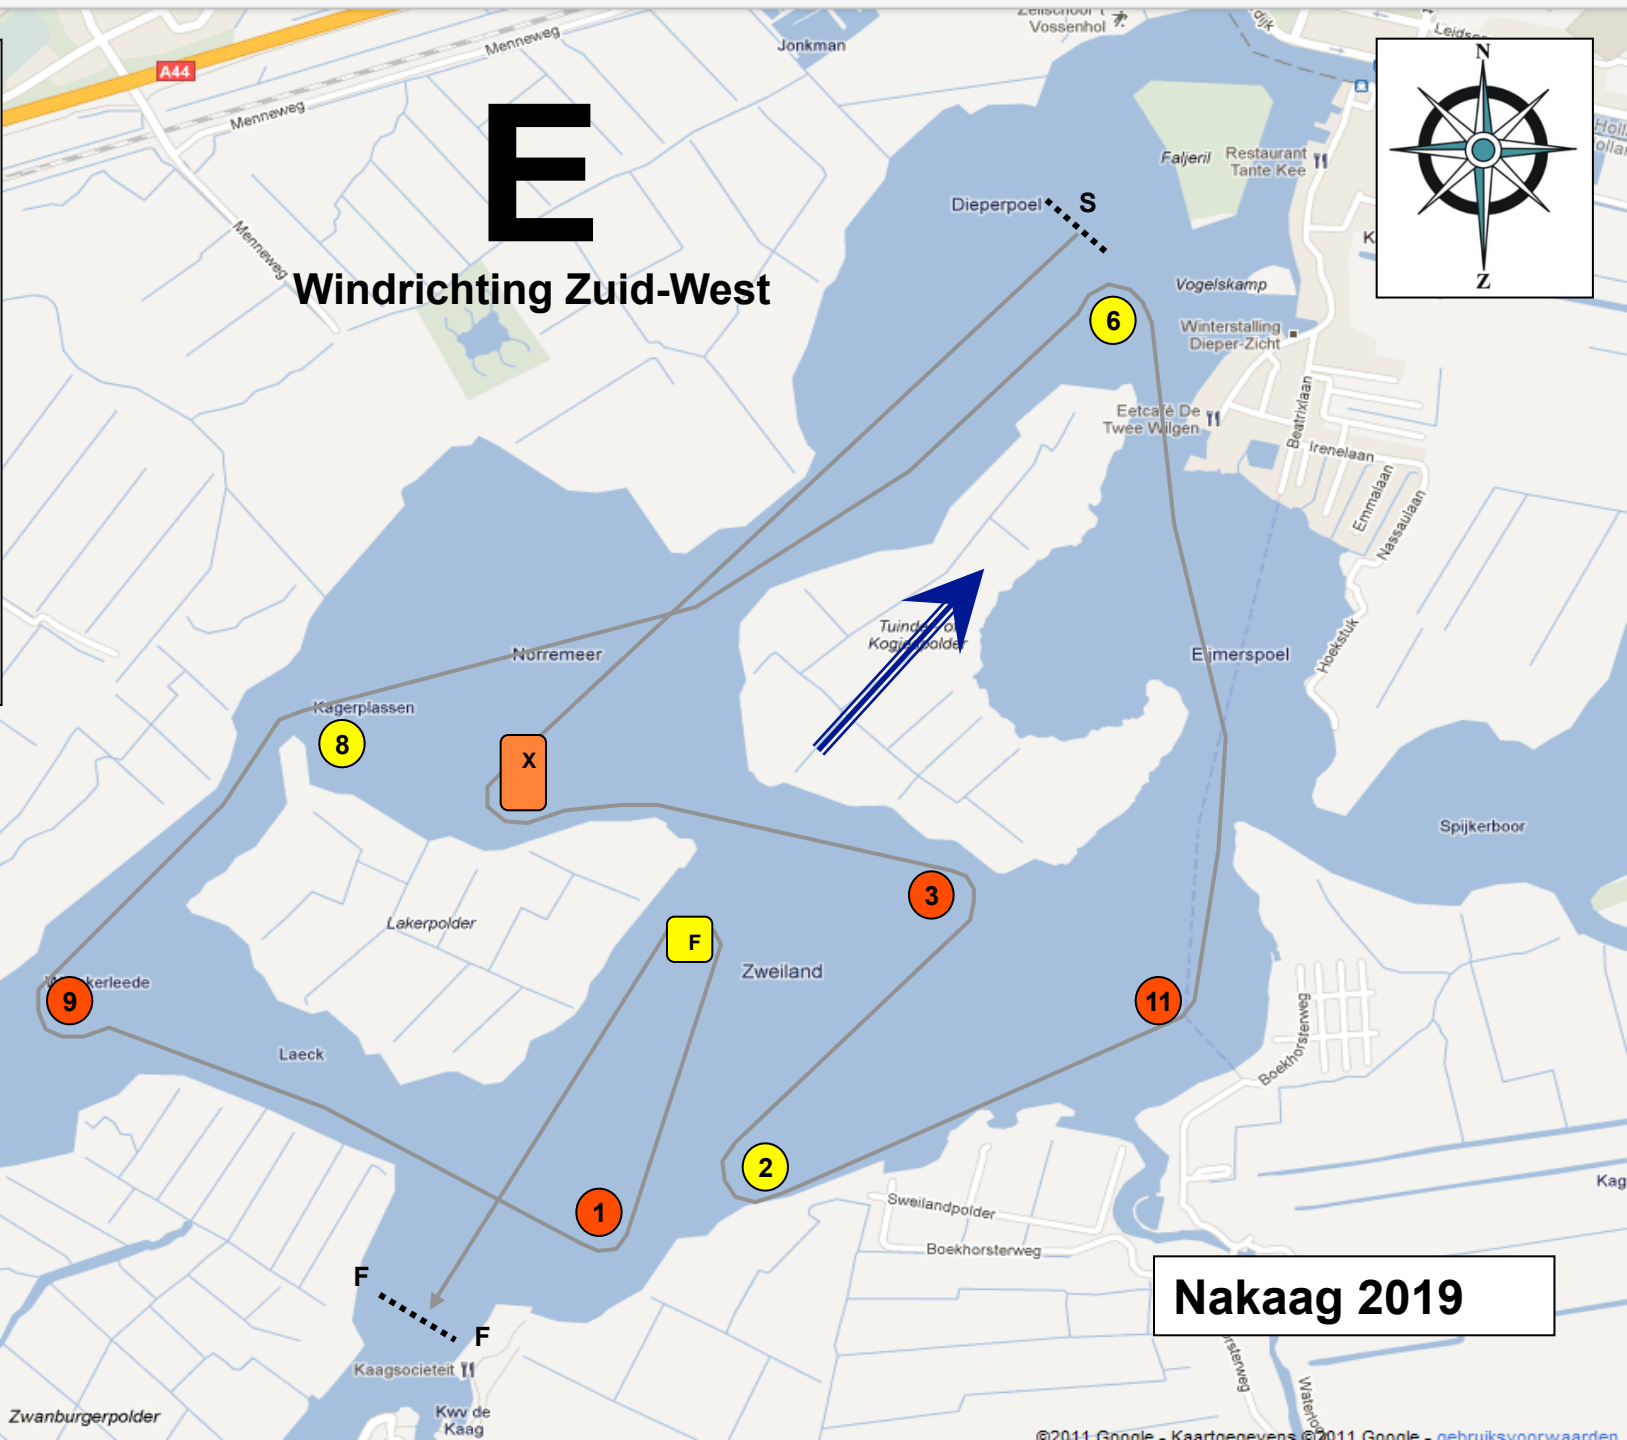 Zeilschool 't
Vossenhol
Jonkman
Menneweg
A44
Menneweg
Menneweg
E
Windrichting Zuid-West
N
Z
Faljeril
Restaurant
Tante Kee
Dieperpoel
S
Vogelskamp
Winterstalling
Dieper-Zicht
6
Eetcafé De
Twee Wilgen
Beatrixlaan
Irenelaan
Emmalaan
Nassaulaan
Hoekstuk
Norremeer
Kagerplassen
8
X
Eijmerspoel
Spijkerboor
3
Lakerpolder
F
Zweiland
9
11
Laeck
Boekhorsterweg
Boekhorsterweg
2
1
Sweilandpolder
Boekhorsterweg
Kag
F
F
Nakaag 2019
Kaagsocieteit
Kwv de
Kaag
Zwanburgerpolder
orsterweg
©2011 Google - Kaartgegevens ©2011 Google - gebruiksvoorwaarden